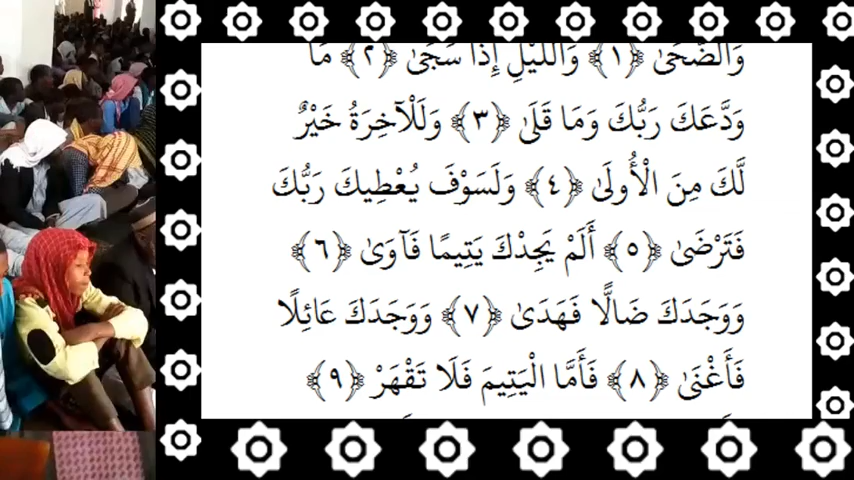 وَالضُّحَىٰ ﴿١﴾ وَاللَّيْلِ إِذَا سَجَىٰ ﴿٢﴾ مَا
وَدَّعَكَ رَبُّكَ وَمَا قَلَىٰ ﴿٣﴾ وَلَلْآخِرَةُ خَيْرٌ
لَّكَ مِنَ الْأُولَىٰ ﴿٤﴾ وَلَسَوْفَ يُعْطِيكَ رَبُّكَ
فَتَرْضَىٰ ﴿٥﴾ أَلَمْ يَجِدْكَ يَتِيمًا فَآوَىٰ ﴿٦﴾
وَوَجَدَكَ ضَالًّا فَهَدَىٰ ﴿٧﴾ وَوَجَدَكَ عَائِلًا
فَأَغْنَىٰ ﴿٨﴾ فَأَمَّا الْيَتِيمَ فَلَا تَقْهَرْ ﴿٩﴾